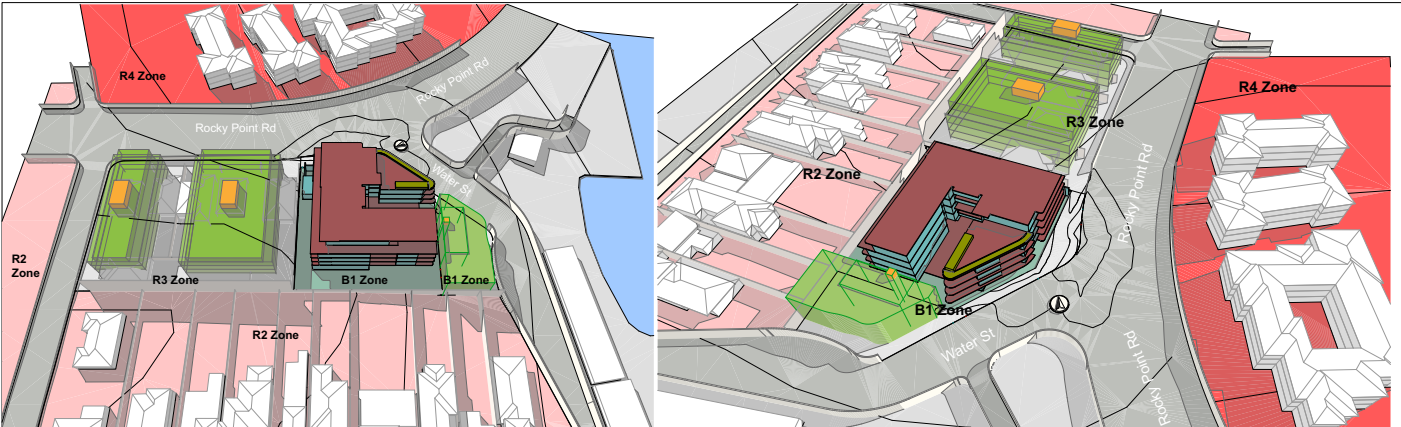 R4 Zone
Rocky Point Rd
Rocky Point Rd
Water St
R2
Zone
R3 Zone
B1 Zone
B1 Zone
R2 Zone
R4 Zone
R3 Zone
R2 Zone
Rocky Point Rd
B1 Zone
Water St
Rocky Point Rd